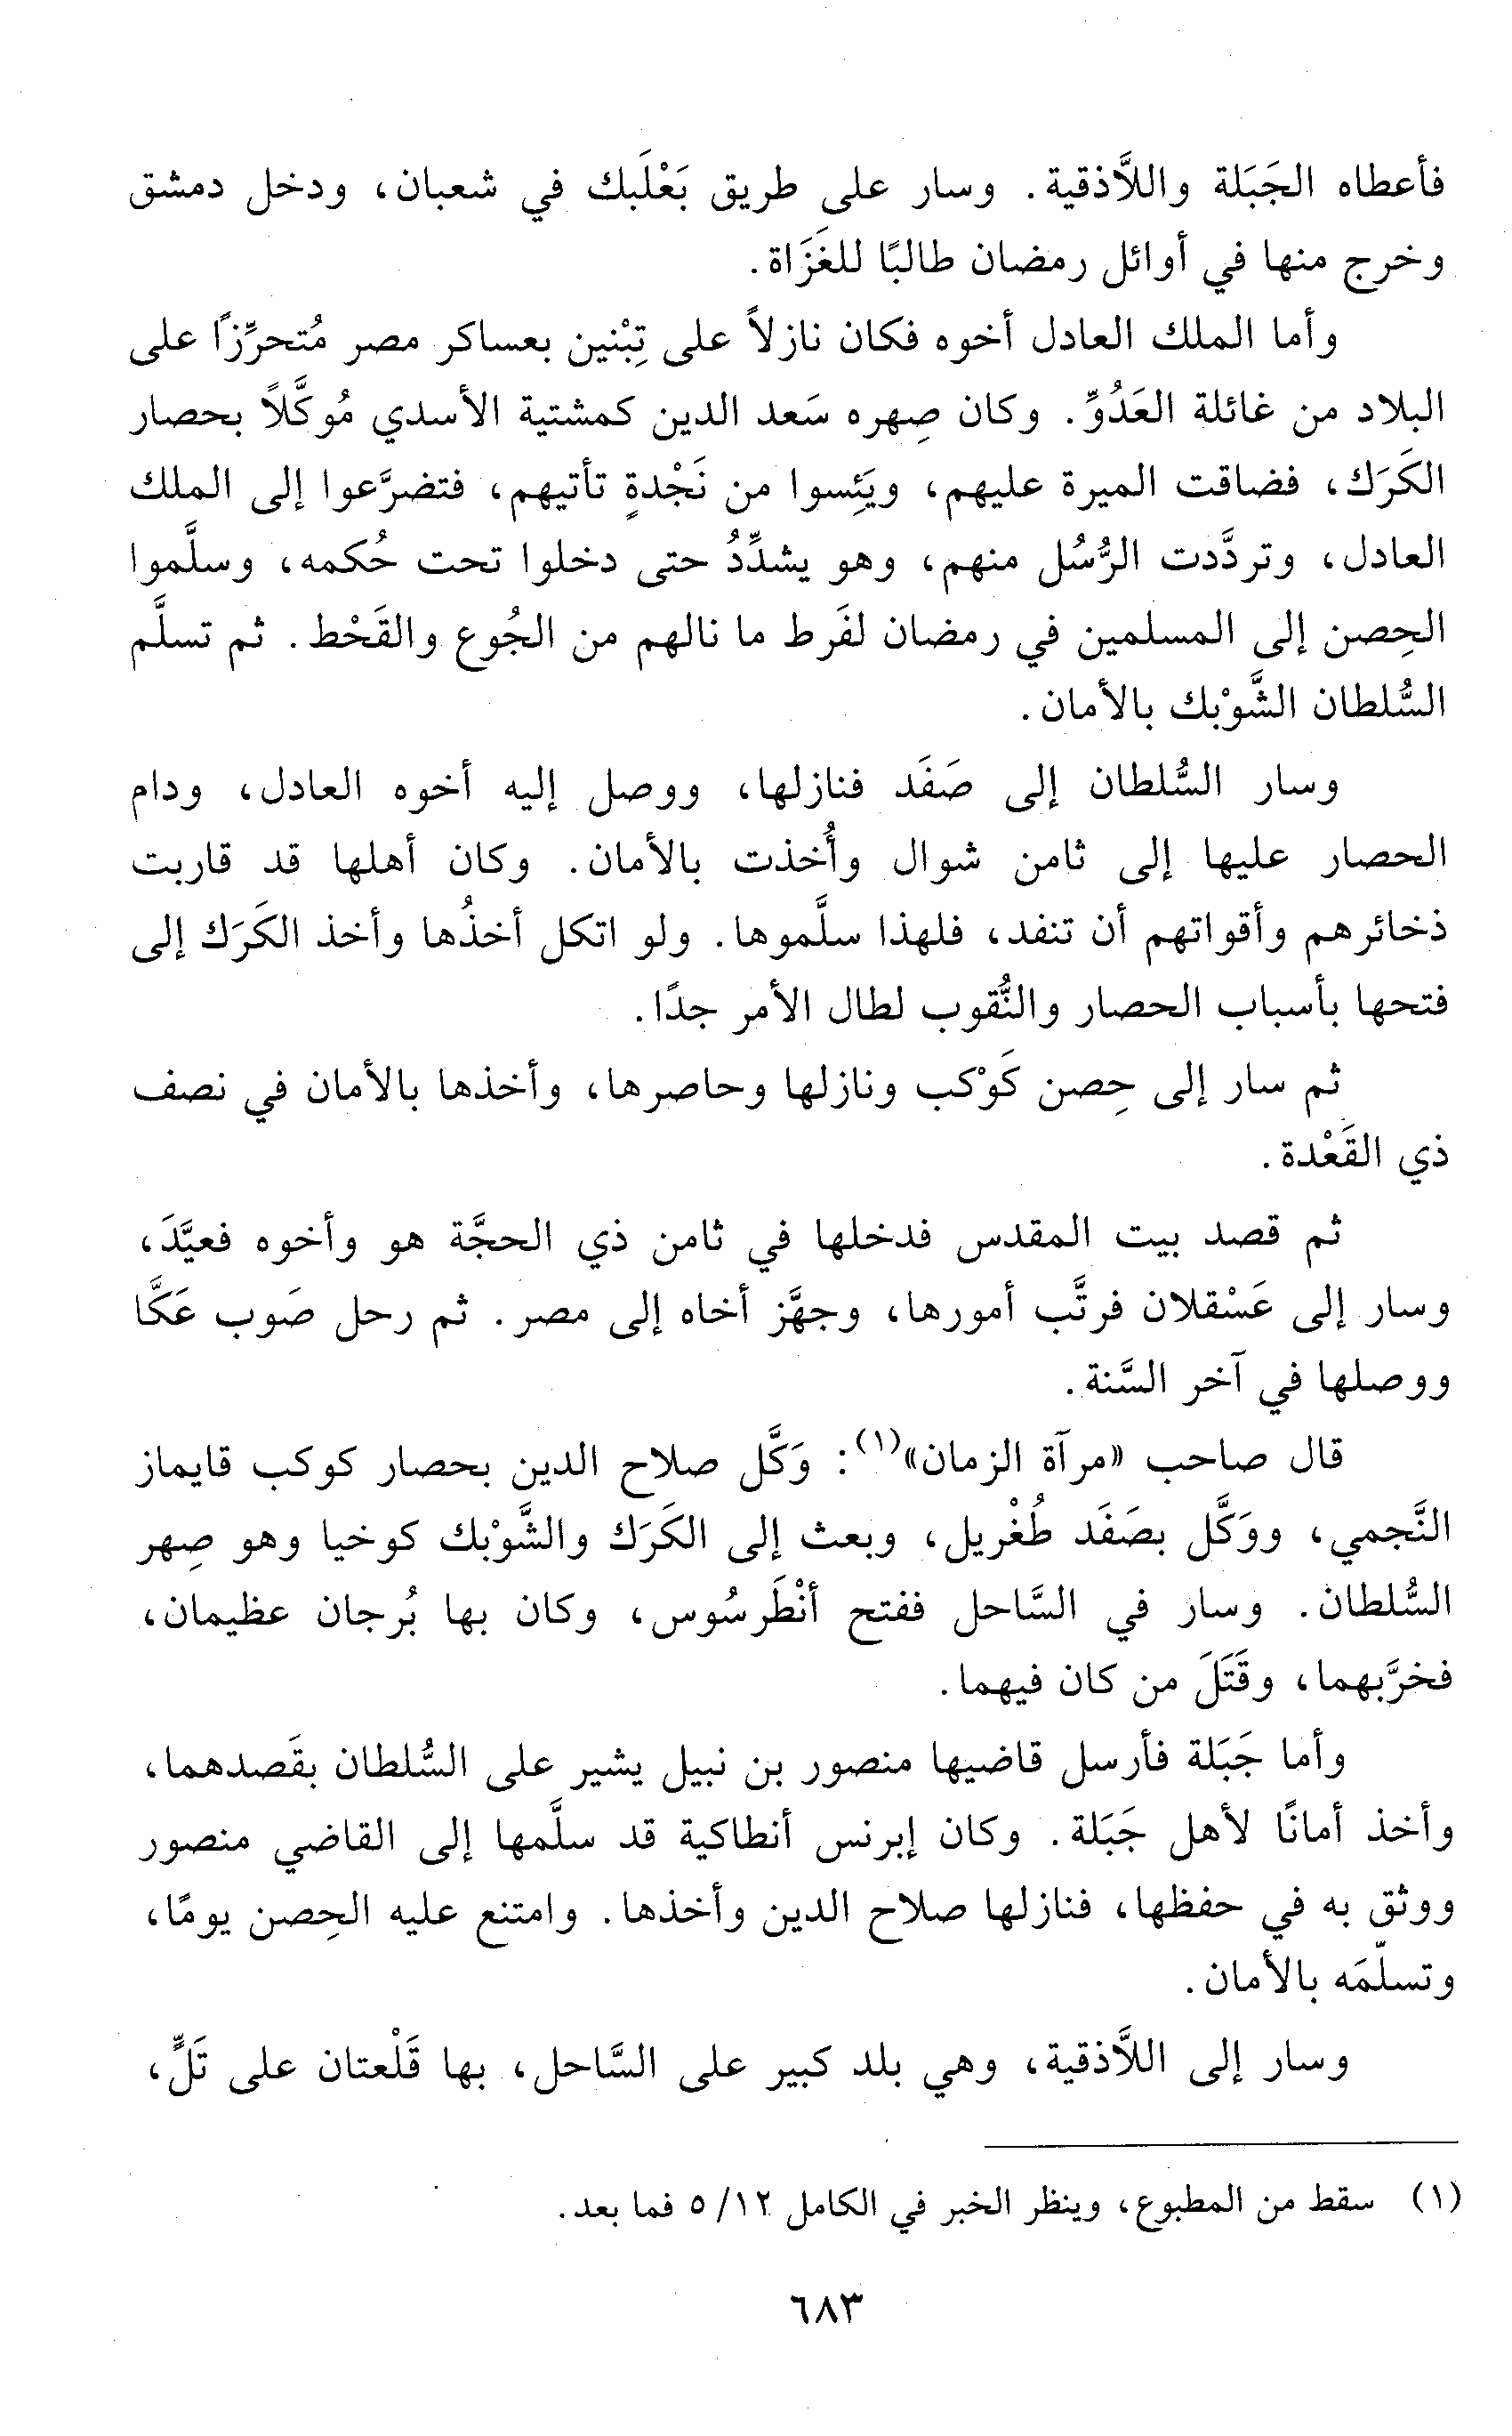 فأعطاه الجَبَلة واللاَّذقية. وسار على طريق بَعْلَبك في شعبان، ودخل دمشق
وخرج منها في أوائل رمضان طالبًا للغَزَاة.
وأما الملك العادل أخوه فكان نازلاً على تِبْنين بعساكر مصر مُتحرِّزًا على
البلاد من غائلة العَدُوِّ. وكان صِهره سَعد الدين كمشتية الأسدي مُوكَّلاً بحصار
الكَرَك، فضاقت الميرة عليهم، ويَئِسوا من نَجْدةٍ تأتيهم، فتضرَّعوا إلى الملك
العادل، وتردَّدت الرُّسُل منهم، وهو يشدِّدُ حتى دخلوا تحت حُكمه، وسلَّموا
الحِصن إلى المسلمين في رمضان لفَرط ما نالهم من الجُوع والقَحْط. ثم تسلَّم
السُّلطان الشَّوْبك بالأمان.
وسار السُّلطان إلى صَفَد فنازلها، ووصل إليه أخوه العادل، ودام
الحصار عليها إلى ثامن شوال وأُخذت بالأمان. وكان أهلها قد قاربت
ذخائرهم وأقواتهم أن تنفد، فلهذا سلَّموها. ولو اتكل أخذُها وأخذ الكَرَك إلى
فتحها بأسباب الحصار والنُّقوب لطال الأمر جدًا.
ثم سار إلى حِصن كَوْكب ونازلها وحاصرها، وأخذها بالأمان في نصف
ذي القَعْدة.
ثم قصد بيت المقدس فدخلها في ثامن ذي الحجَّة هو وأخوه فعيَّدَ،
وسار إلى عَسْقلان فرتَّب أمورها، وجهَّز أخاه إلى مصر. ثم رحل صَوب عَكَّا
ووصلها في آخر السَّنة.
قال صاحب «مرآة الزمان»(١): وَكَّل صلاح الدين بحصار كوكب قايماز
النَّجمي، ووَكَّل بصَفَد طُغْريل، وبعث إلى الكَرَك والشَّوْبك كوخيا وهو صِهر
السُّلطان. وسار في السَّاحل ففتح أنْطَرسُوس، وكان بها بُرجان عظيمان،
فخرَّبهما، وقَتَلَ من كان فيهما.
وأما جَبَلة فأرسل قاضيها منصور بن نبيل يشير على السُّلطان بقَصدهما،
وأخذ أمانًا لأهل جَبَلة. وكان إبرنس أنطاكية قد سلَّمها إلى القاضي منصور
ووثق به في حفظها، فنازلها صلاح الدين وأخذها. وامتنع عليه الحِصن يومًا،
وتسلّمَه بالأمان.
وسار إلى اللاَّذقية، وهي بلد كبير على السَّاحل، بها قَلْعتان على تَلٍّ،
(١) سقط من المطبوع، وينظر الخبر في الكامل ١٢/ ٥ فما بعد.
٦٨٣